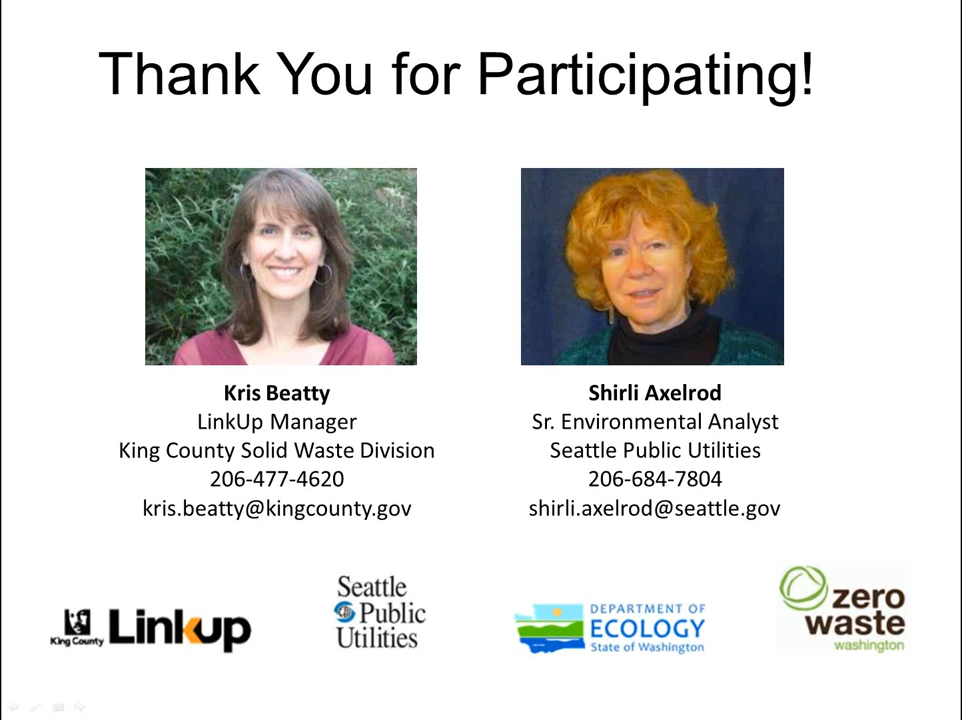 Thank You for Participating!
Kris Beatty
LinkUp Manager
King County Solid Waste Division
206-477-4620
kris.beatty@kingcounty.gov
Shirli Axelrod
Sr. Environmental Analyst
Seattle Public Utilities
206-684-7804
shirli.axelrod@seattle.gov
King County
Linkup
Seattle
Public
Utilities
DEPARTMENT OF
ECOLOGY
State of Washington
zero
waste
washington